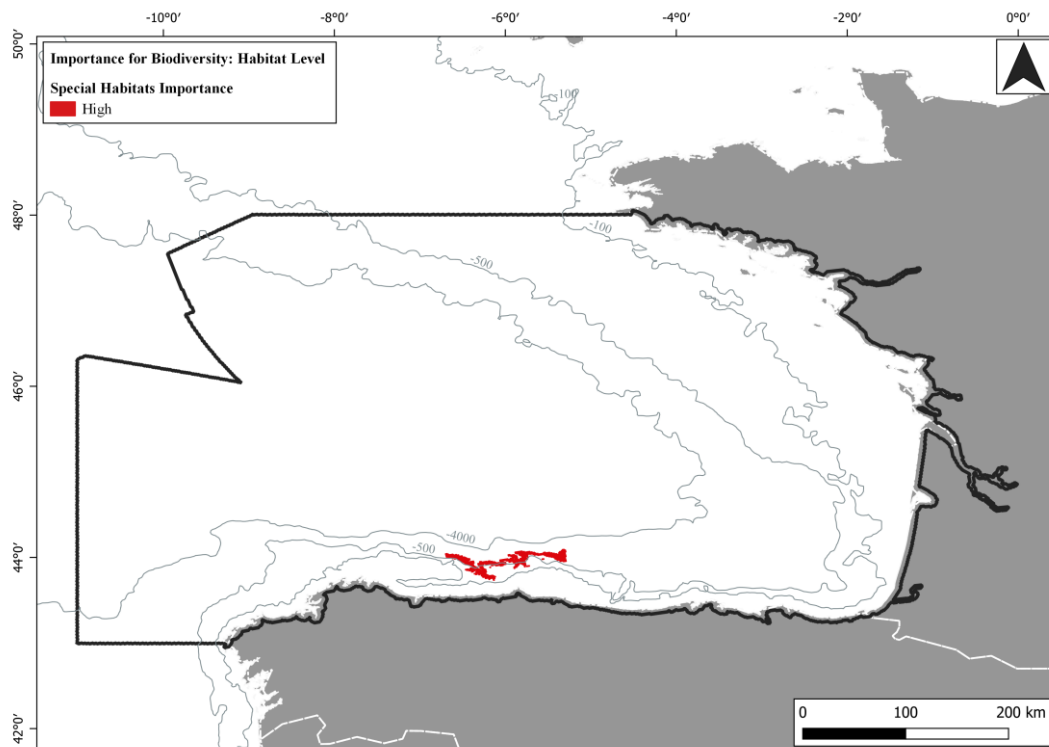 -10°0' -8°0' -6°0' -4°0' -2°0' 0°0'
50°0'
48°0'
46°0'
44°0'
42°0'
Importance for Biodiversity: Habitat Level
Special Habitats Importance
High
-100
-100
-500
-4000
-500
0 100 200 km